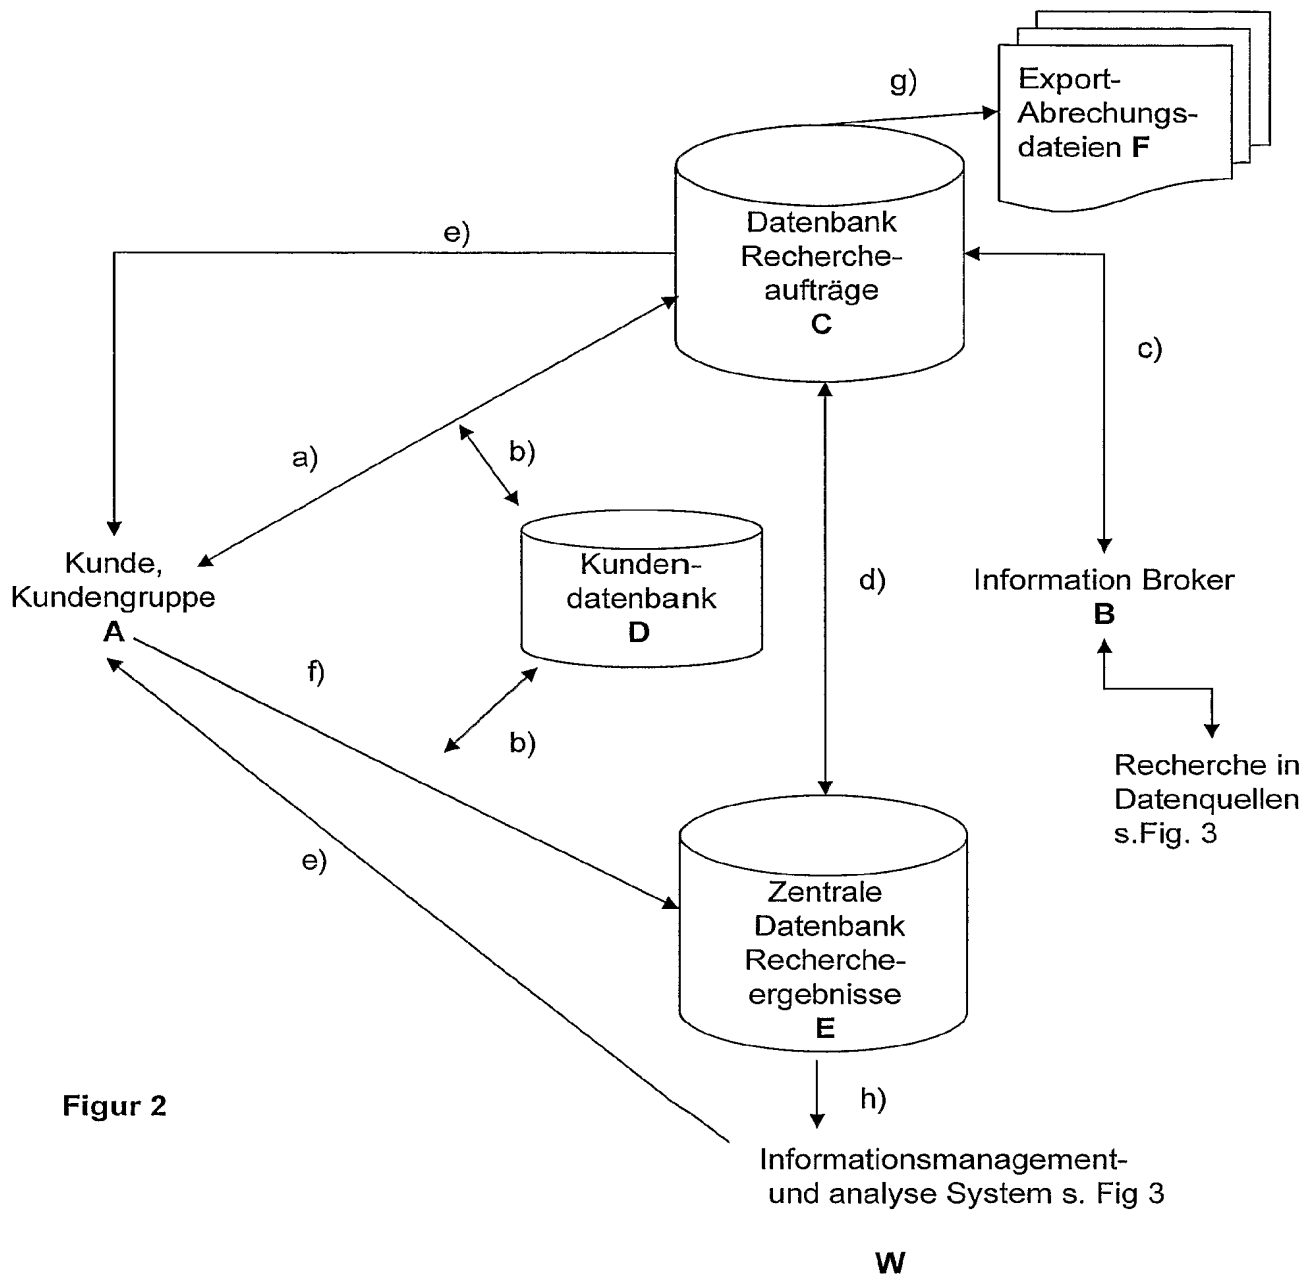 g)
Export-
Abrechungs-
dateien F
e)
Datenbank
Recherche-
aufträge
C
c)
a)
b)
Kunde,
Kundengruppe
A
Kunden-
datenbank
D
d)
Information Broker
B
f)
b)
Recherche in
Datenquellen
s.Fig. 3
e)
Zentrale
Datenbank
Recherche-
ergebnisse
E
Figur 2
h)
Informationsmanagement-
und analyse System s. Fig 3
W